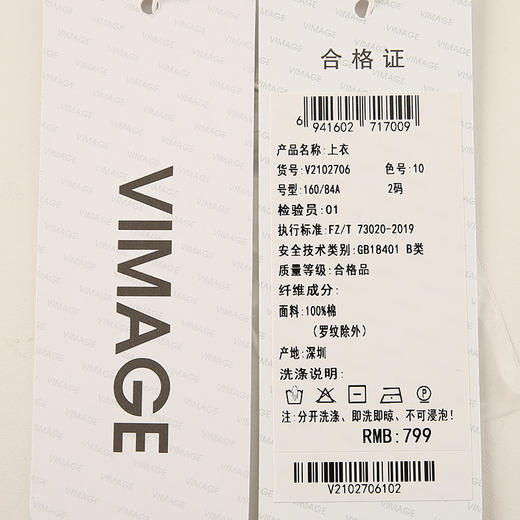 VIMAGE
合格证
6 941602 717009
产品名称:上衣
货号:V2102706 色号:10
号型:160/84A 2码
检验员:01
执行标准:FZ/T 73020-2019
安全技术类别:GB18401 B类
质量等级:合格品
纤维成分:
面料:100%棉
(罗纹除外)
产地:深圳
洗涤说明:
注:分开洗涤、即洗即晾、不可浸泡!
RMB:799
V2102706102